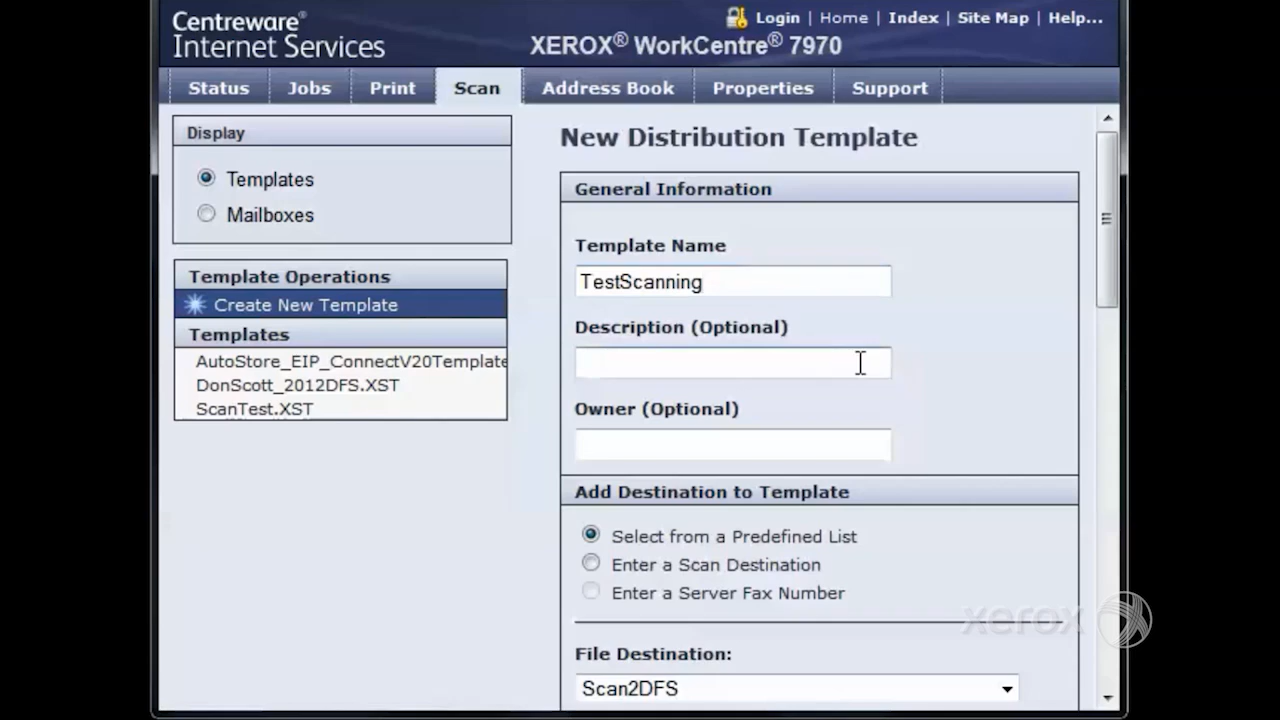 Centreware®
Internet Services
Login | Home | Index | Site Map | Help...
XEROX® WorkCentre® 7970
Status
Jobs
Print
Scan
Address Book
Properties
Support
Display
Templates
Mailboxes
Template Operations
Create New Template
Templates
AutoStore_EIP_ConnectV20Template
DonScott_2012DFS.XST
ScanTest.XST
New Distribution Template
General Information
Template Name
TestScanning
Description (Optional)
Owner (Optional)
Add Destination to Template
Select from a Predefined List
Enter a Scan Destination
Enter a Server Fax Number
File Destination:
Scan2DFS
xerox